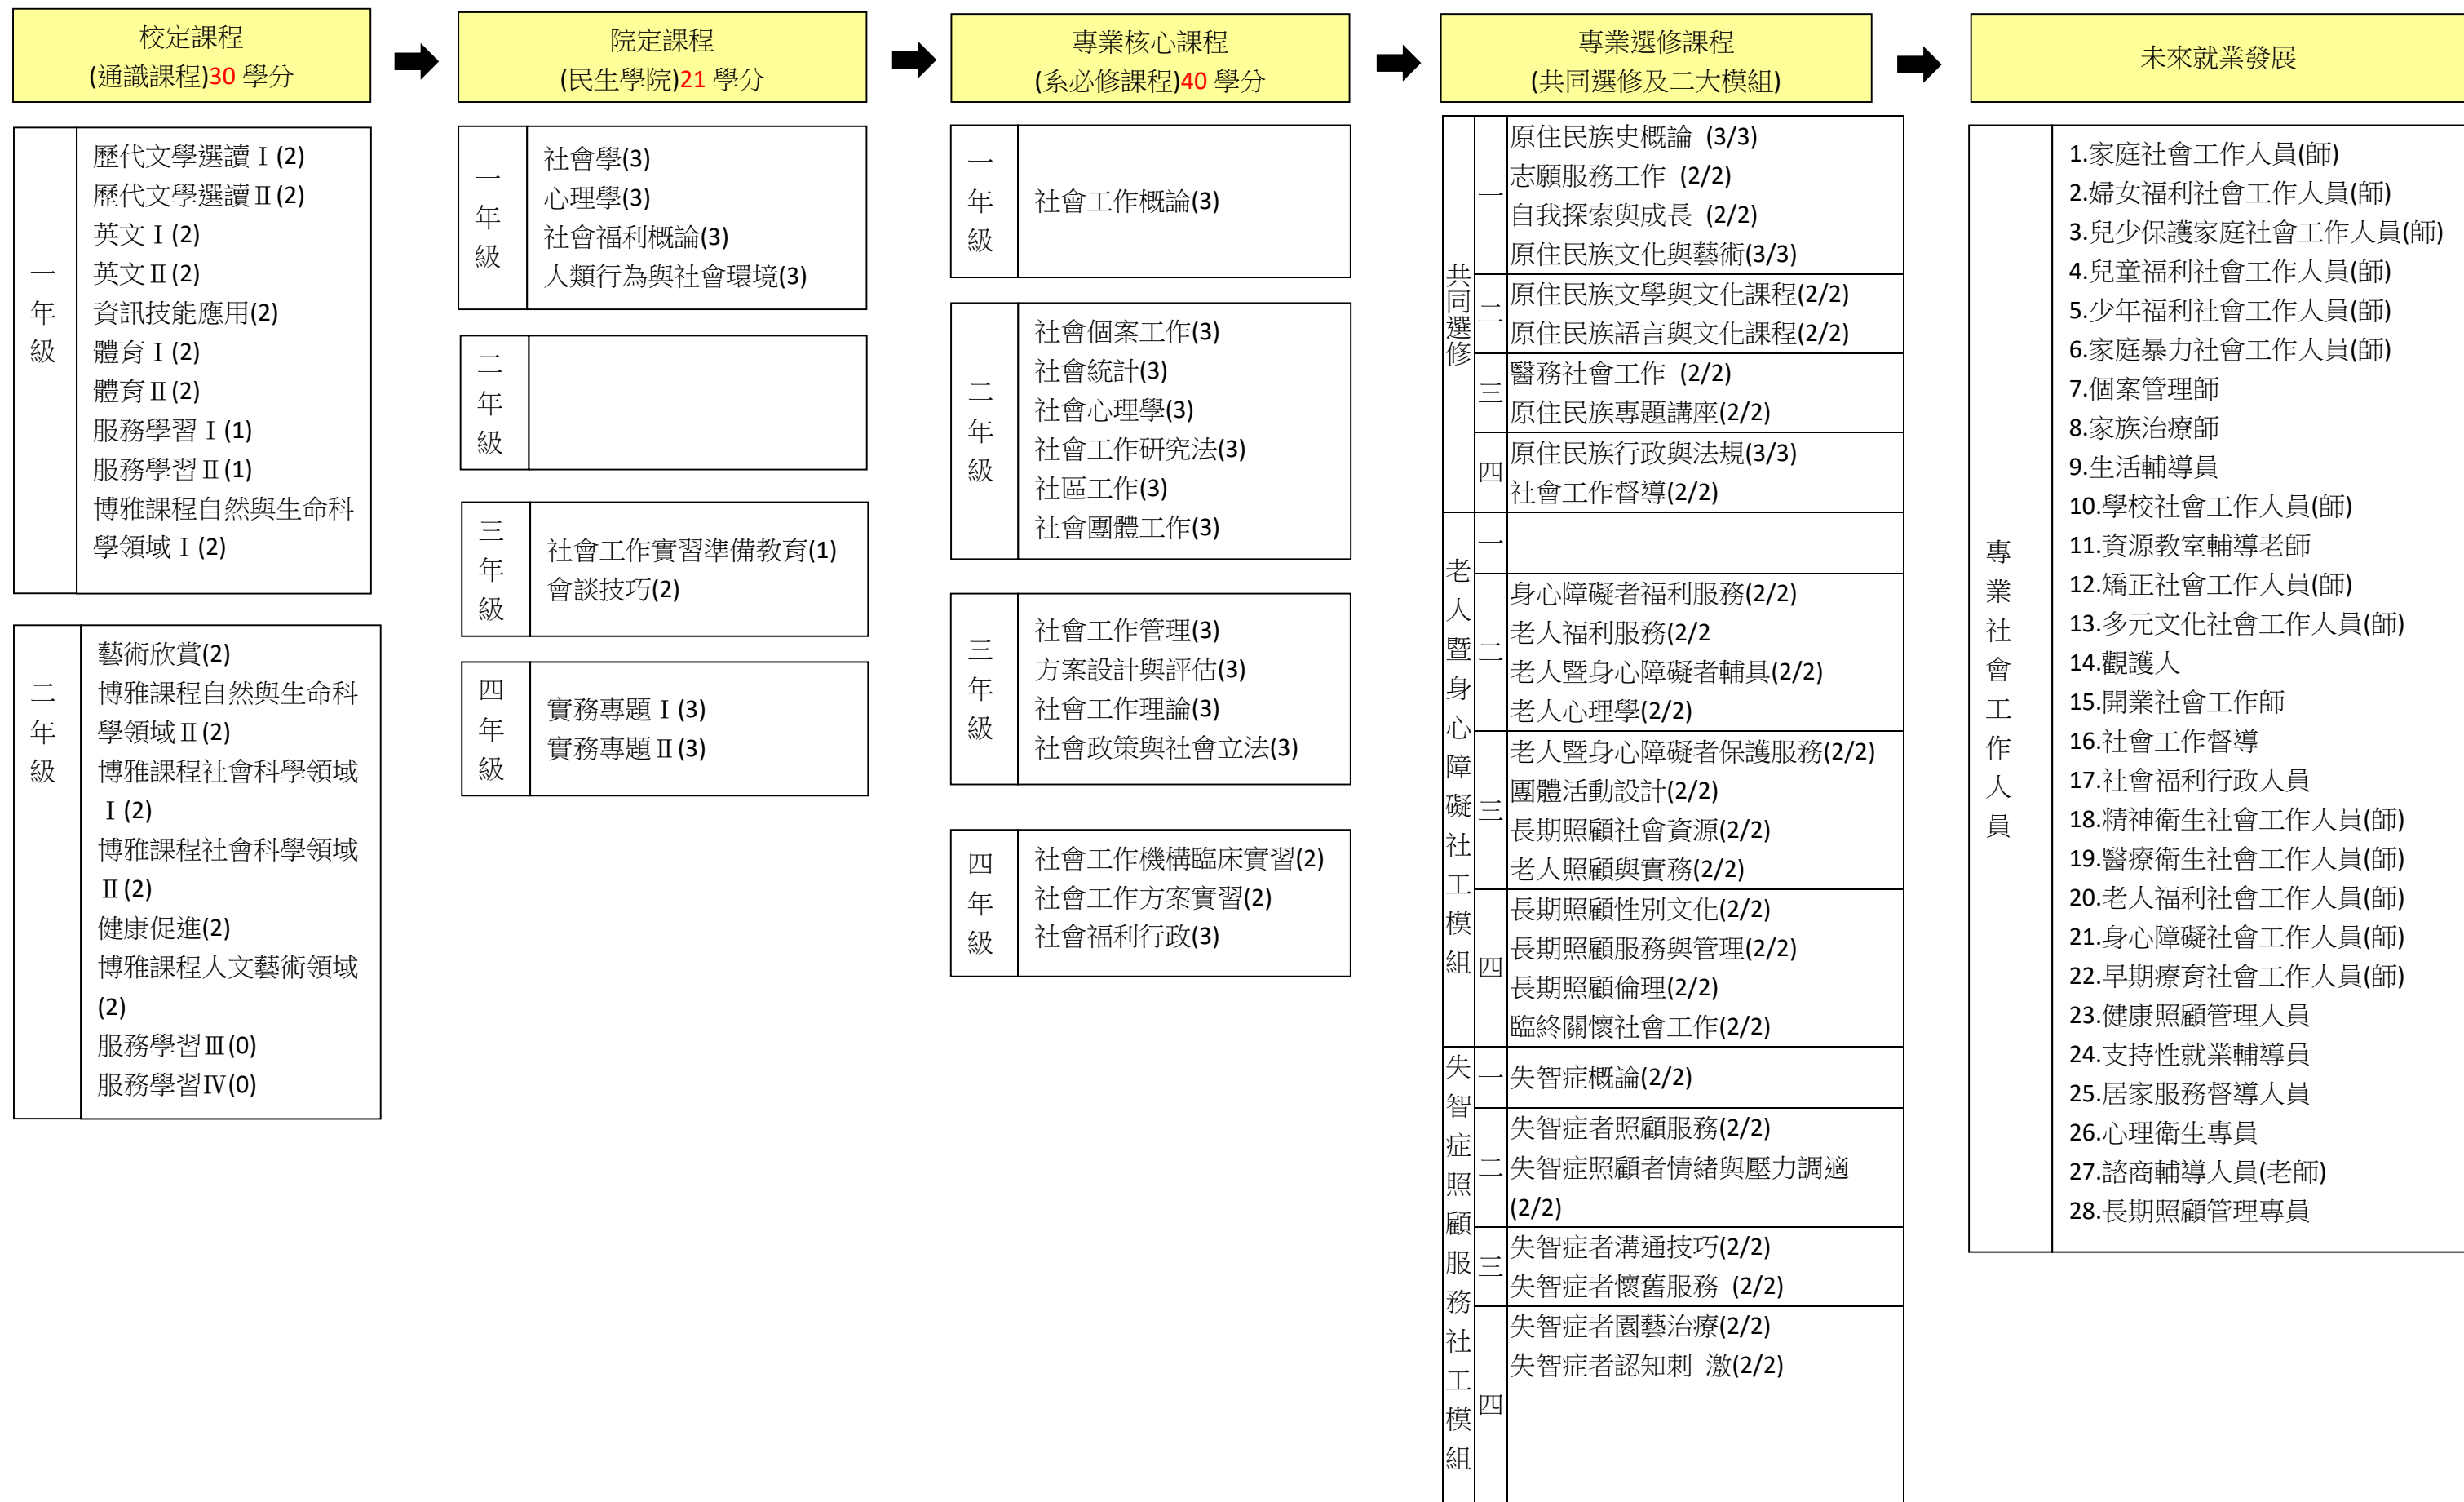 校定課程
(通識課程)30 學分
一年級
歷代文學選讀Ⅰ(2)
歷代文學選讀Ⅱ(2)
英文Ⅰ(2)
英文Ⅱ(2)
資訊技能應用(2)
體育Ⅰ(2)
體育Ⅱ(2)
服務學習Ⅰ(1)
服務學習Ⅱ(1)
博雅課程自然與生命科
學領域Ⅰ(2)
二年級
藝術欣賞(2)
博雅課程自然與生命科
學領域Ⅱ(2)
博雅課程社會科學領域
Ⅰ(2)
博雅課程社會科學領域
Ⅱ(2)
健康促進(2)
博雅課程人文藝術領域
(2)
服務學習Ⅲ(0)
服務學習Ⅳ(0)
院定課程
(民生學院)21 學分
一年級
社會學(3)
心理學(3)
社會福利概論(3)
人類行為與社會環境(3)
二年級
三年級
社會工作實習準備教育(1)
會談技巧(2)
四年級
實務專題Ⅰ(3)
實務專題Ⅱ(3)
專業核心課程
(系必修課程)40 學分
一年級
社會工作概論(3)
二年級
社會個案工作(3)
社會統計(3)
社會心理學(3)
社會工作研究法(3)
社區工作(3)
社會團體工作(3)
三年級
社會工作管理(3)
方案設計與評估(3)
社會工作理論(3)
社會政策與社會立法(3)
四年級
社會工作機構臨床實習(2)
社會工作方案實習(2)
社會福利行政(3)
專業選修課程
(共同選修及二大模組)
共同選修
一
原住民族史概論 (3/3)
志願服務工作 (2/2)
自我探索與成長 (2/2)
原住民族文化與藝術(3/3)
二
原住民族文學與文化課程(2/2)
原住民族語言與文化課程(2/2)
三
醫務社會工作 (2/2)
原住民族專題講座(2/2)
四
原住民族行政與法規(3/3)
社會工作督導(2/2)
老人暨身心障礙社工模組
一
二
身心障礙者福利服務(2/2)
老人福利服務(2/2
老人暨身心障礙者輔具(2/2)
老人心理學(2/2)
三
老人暨身心障礙者保護服務(2/2)
團體活動設計(2/2)
長期照顧社會資源(2/2)
老人照顧與實務(2/2)
四
長期照顧性別文化(2/2)
長期照顧服務與管理(2/2)
長期照顧倫理(2/2)
臨終關懷社會工作(2/2)
失智症照顧服務社工模組
一
失智症概論(2/2)
二
失智症者照顧服務(2/2)
失智症照顧者情緒與壓力調適
(2/2)
三
失智症者溝通技巧(2/2)
失智症者懷舊服務 (2/2)
四
失智症者園藝治療(2/2)
失智症者認知刺 激(2/2)
未來就業發展
專業社會工作人員
1.家庭社會工作人員(師)
2.婦女福利社會工作人員(師)
3.兒少保護家庭社會工作人員(師)
4.兒童福利社會工作人員(師)
5.少年福利社會工作人員(師)
6.家庭暴力社會工作人員(師)
7.個案管理師
8.家族治療師
9.生活輔導員
10.學校社會工作人員(師)
11.資源教室輔導老師
12.矯正社會工作人員(師)
13.多元文化社會工作人員(師)
14.觀護人
15.開業社會工作師
16.社會工作督導
17.社會福利行政人員
18.精神衛生社會工作人員(師)
19.醫療衛生社會工作人員(師)
20.老人福利社會工作人員(師)
21.身心障礙社會工作人員(師)
22.早期療育社會工作人員(師)
23.健康照顧管理人員
24.支持性就業輔導員
25.居家服務督導人員
26.心理衛生專員
27.諮商輔導人員(老師)
28.長期照顧管理專員